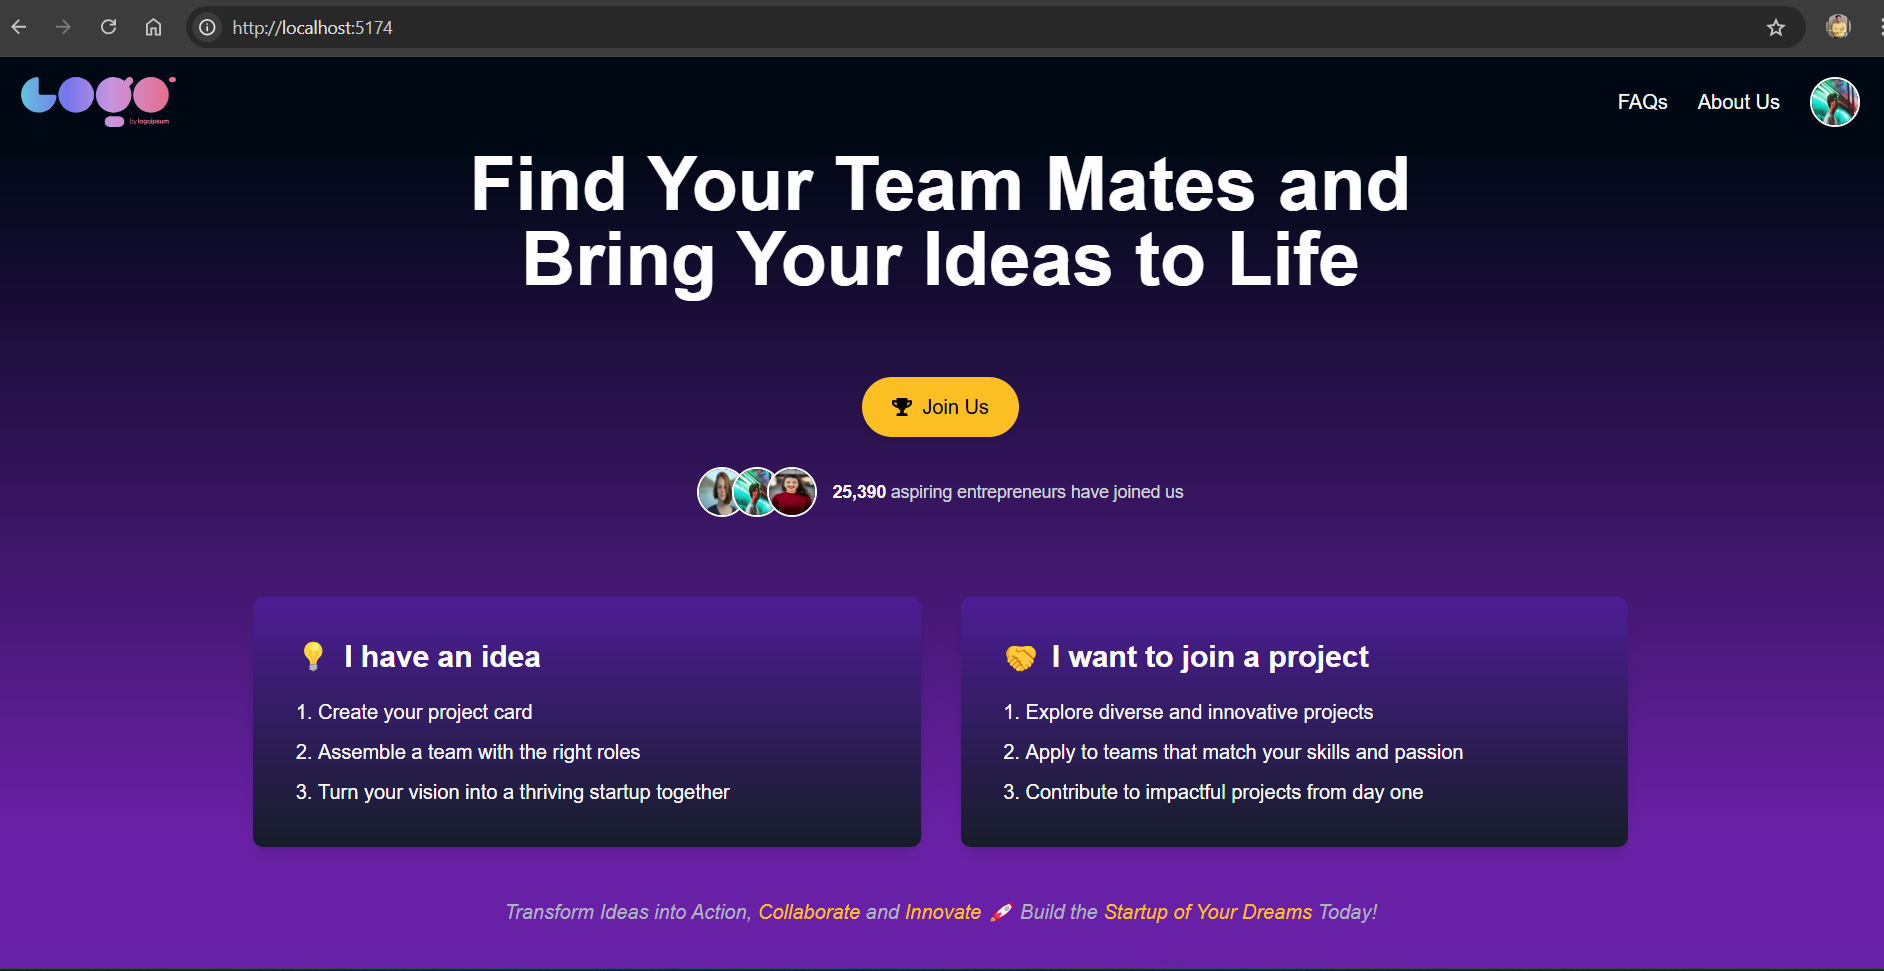 http://localhost:5174
Logo
by logoipsum
FAQs
About Us
Find Your Team Mates and
Bring Your Ideas to Life
Join Us
25,390 aspiring entrepreneurs have joined us
I have an idea
1. Create your project card
2. Assemble a team with the right roles
3. Turn your vision into a thriving startup together
I want to join a project
1. Explore diverse and innovative projects
2. Apply to teams that match your skills and passion
3. Contribute to impactful projects from day one
Transform Ideas into Action, Collaborate and Innovate 🚀 Build the Startup of Your Dreams Today!